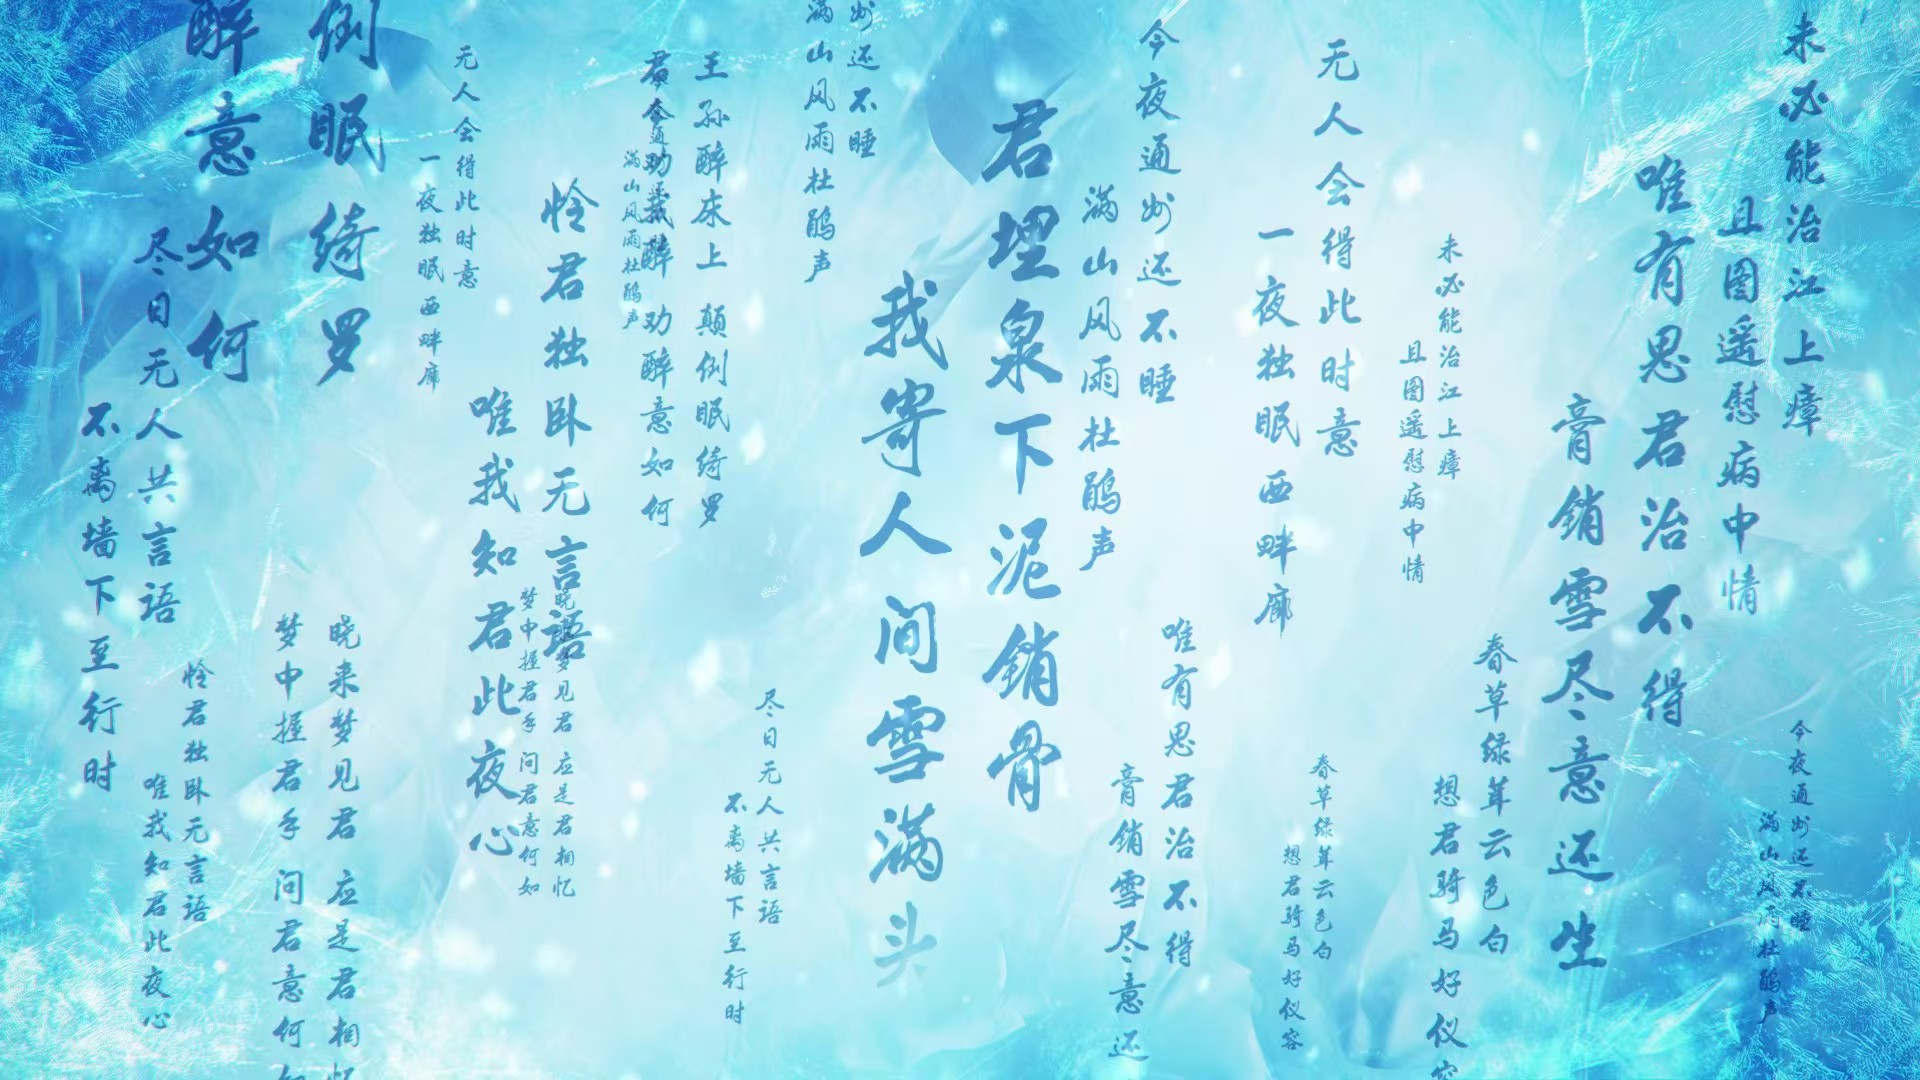 未必能治江上瘴
且图遥慰病中情
今夜通州还不睡
满山风雨杜鹃声
唯有思君治不得
膏销雪尽意还生
春草绿茸云色白
想君骑马好仪容
未必能治江上瘴
且图遥慰病中情
无人会得此时意
一夜独眠西畔廊
春草绿茸云色白
想君骑马好仪容
今夜通州还不睡
满山风雨杜鹃声
唯有思君治不得
膏销雪尽意还
君埋泉下泥销骨
我寄人间雪满头
州还不睡
满山风雨杜鹃声
尽日无人共言语
不离墙下至行时
王孙醉床上 颠倒眠绮罗
君今劝我醉 劝醉意如何
满山风雨杜鹃声
怜君独卧无言语
唯我知君此夜心
晓来梦见君 应是君相忆
梦中握君手 问君意何如
无人会得此时意
一夜独眠西畔廊
倒眠绮罗
醉意如何
晓来梦见君 应是君相忆
梦中握君手 问君意何如
怜君独卧无言语
唯我知君此夜心
尽日无人共言语
不离墙下至行时